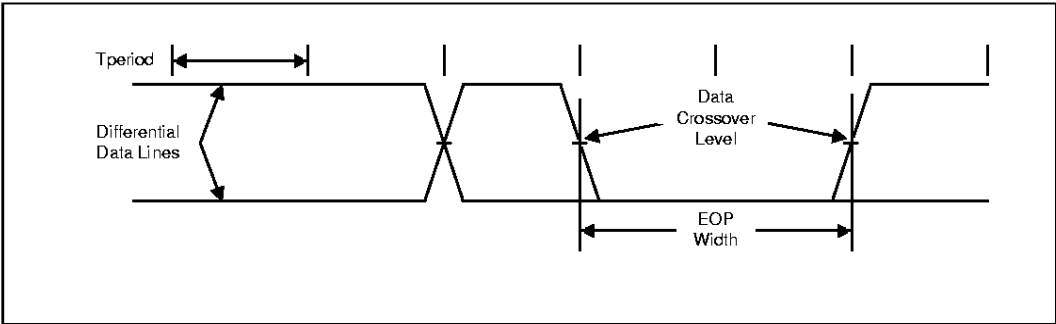 Tperiod
Differential
Data Lines
Data
Crossover
Level
EOP
Width